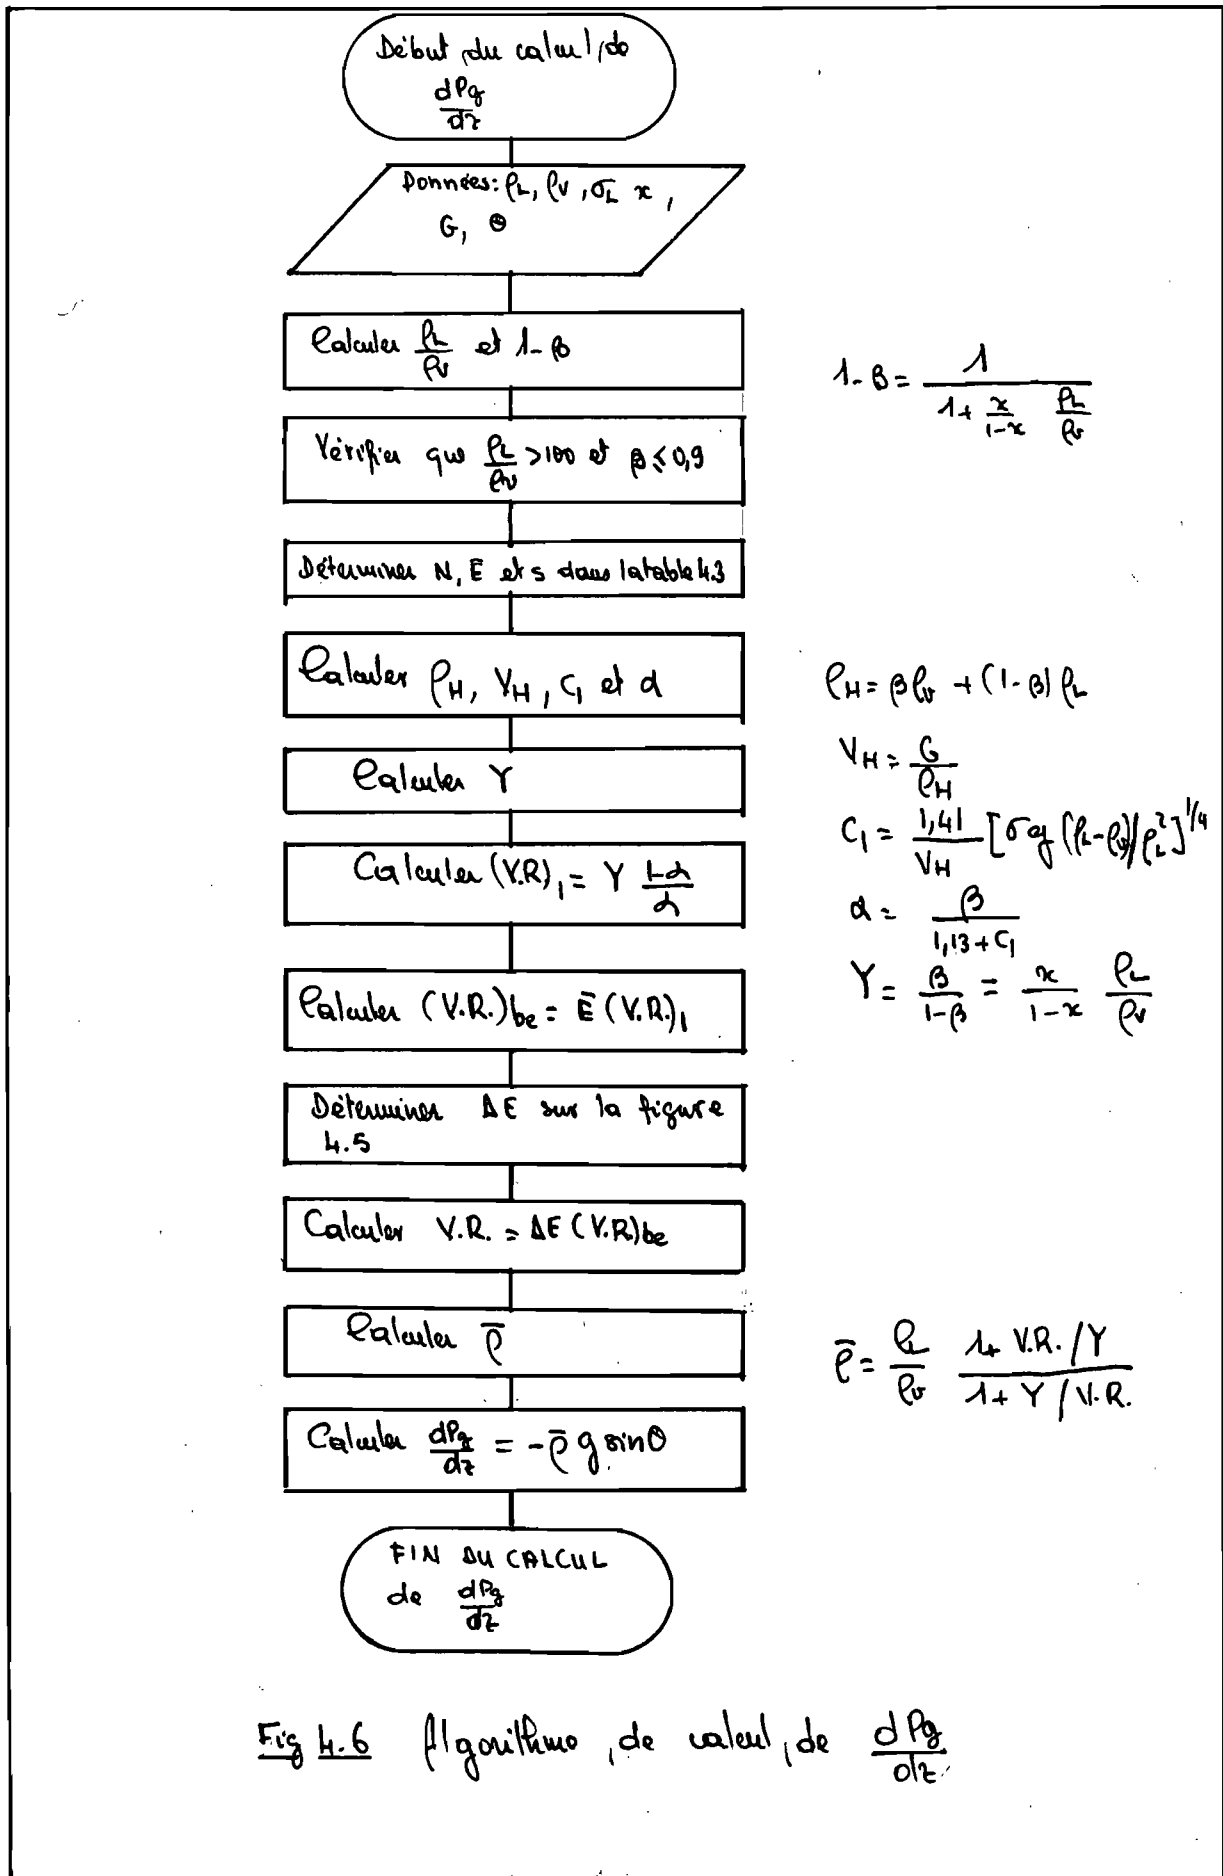 Début du calcul de
dPg/dz
Données: ρL, ρV, σL x,
G, θ
Calculer ρL/ρv et 1-β
1-β = 1/(1+ x/(1-x) ρL/ρv)
Vérifier que ρL/ρv >100 et β≤0,9
Déterminer N, E et s dans la table 4.3
Calculer ρH, VH, C1 et α
ρH = βρv + (1-β) ρL
VH = G/ρH
Calculer Y
C1 = 1,41/VH [σ g (ρL-ρv)/ρL²]^1/4
Calculer (V.R)1 = Y (1-α)/α
α = β/(1,13+C1)
Calculer (V.R.)be = Ē (V.R.)1
Y = β/(1-β) = x/(1-x) ρL/ρv
Déterminer ΔE sur la figure
4.5
Calculer V.R. = ΔE (V.R)be
Calculer ρ̄
ρ̄ = ρL/ρv (1+ V.R. / Y)/(1+ Y / V.R.)
Calculer dPg/dz = -ρ̄ g sinθ
FIN DU CALCUL
de dPg/dz
Fig 4.6 Algorithme de calcul de dPg/dz